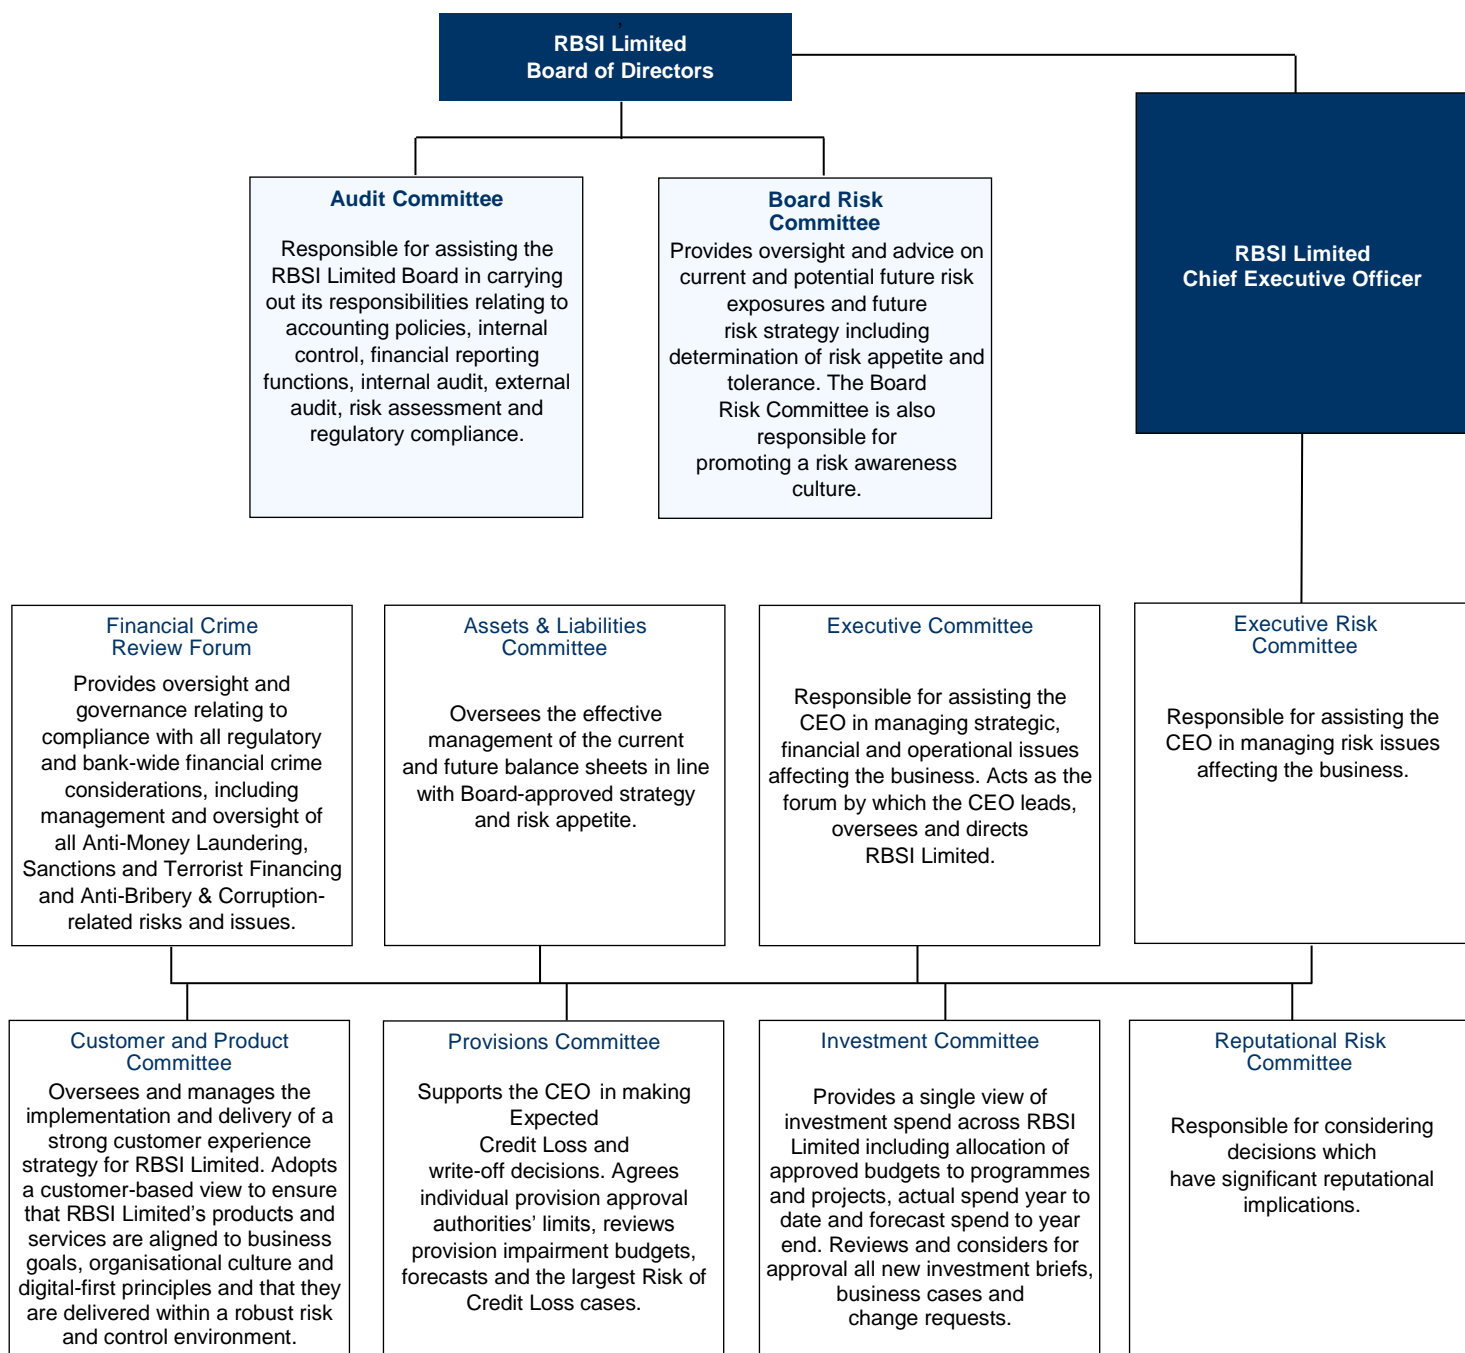 RBSI Limited
Board of Directors
RBSI Limited
Chief Executive Officer
Audit Committee
Responsible for assisting the
RBSI Limited Board in carrying
out its responsibilities relating to
accounting policies, internal
control, financial reporting
functions, internal audit, external
audit, risk assessment and
regulatory compliance.
Board Risk
Committee
Provides oversight and advice on
current and potential future risk
exposures and future
risk strategy including
determination of risk appetite and
tolerance. The Board
Risk Committee is also
responsible for
promoting a risk awareness
culture.
Financial Crime
Review Forum
Provides oversight and
governance relating to
compliance with all regulatory
and bank-wide financial crime
considerations, including
management and oversight of
all Anti-Money Laundering,
Sanctions and Terrorist Financing
and Anti-Bribery & Corruption-
related risks and issues.
Assets & Liabilities
Committee
Oversees the effective
management of the current
and future balance sheets in line
with Board-approved strategy
and risk appetite.
Executive Committee
Responsible for assisting the
CEO in managing strategic,
financial and operational issues
affecting the business. Acts as the
forum by which the CEO leads,
oversees and directs
RBSI Limited.
Executive Risk
Committee
Responsible for assisting the
CEO in managing risk issues
affecting the business.
Customer and Product
Committee
Oversees and manages the
implementation and delivery of a
strong customer experience
strategy for RBSI Limited. Adopts
a customer-based view to ensure
that RBSI Limited’s products and
services are aligned to business
goals, organisational culture and
digital-first principles and that they
are delivered within a robust risk
and control environment.
Provisions Committee
Supports the CEO in making
Expected
Credit Loss and
write-off decisions. Agrees
individual provision approval
authorities’ limits, reviews
provision impairment budgets,
forecasts and the largest Risk of
Credit Loss cases.
Investment Committee
Provides a single view of
investment spend across RBSI
Limited including allocation of
approved budgets to programmes
and projects, actual spend year to
date and forecast spend to year
end. Reviews and considers for
approval all new investment briefs,
business cases and
change requests.
Reputational Risk
Committee
Responsible for considering
decisions which
have significant reputational
implications.